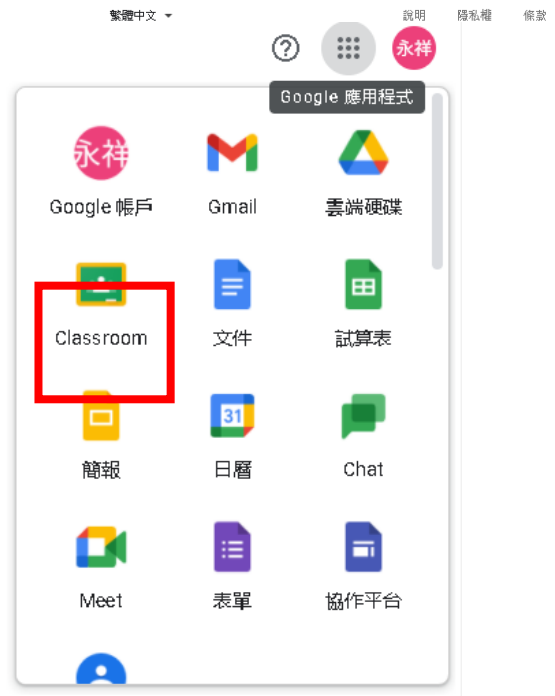 繁體中文
說明 隱私權 條款
永祥
Google 應用程式
永祥
Google 帳戶 Gmail 雲端硬碟
Classroom 文件 試算表
31
簡報 日曆 Chat
Meet 表單 協作平台